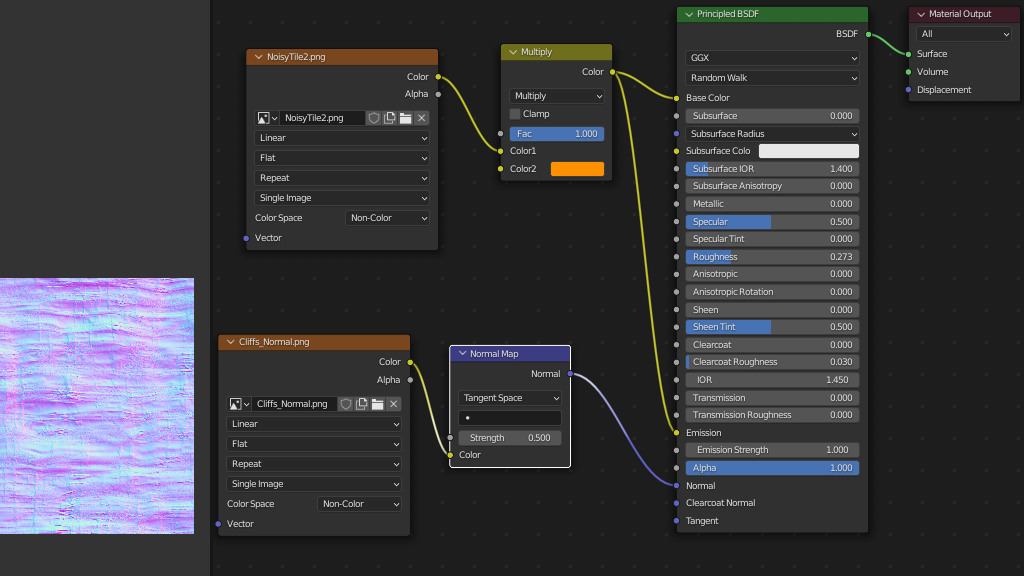 NoisyTile2.png
Color
Alpha
NoisyTile2.png
Linear
Flat
Repeat
Single Image
Color Space Non-Color
Vector
Multiply
Color
Multiply
Clamp
Fac 1.000
Color1
Color2
Cliffs_Normal.png
Color
Alpha
Cliffs_Normal.png
Linear
Flat
Repeat
Single Image
Color Space Non-Color
Vector
Normal Map
Normal
Tangent Space
Strength 0.500
Color
Principled BSDF
BSDF
GGX
Random Walk
Base Color
Subsurface 0.000
Subsurface Radius
Subsurface Colo
Subsurface IOR 1.400
Subsurface Anisotropy 0.000
Metallic 0.000
Specular 0.500
Specular Tint 0.000
Roughness 0.273
Anisotropic 0.000
Anisotropic Rotation 0.000
Sheen 0.000
Sheen Tint 0.500
Clearcoat 0.000
Clearcoat Roughness 0.030
IOR 1.450
Transmission 0.000
Transmission Roughness 0.000
Emission
Emission Strength 1.000
Alpha 1.000
Normal
Clearcoat Normal
Tangent
Material Output
All
Surface
Volume
Displacement